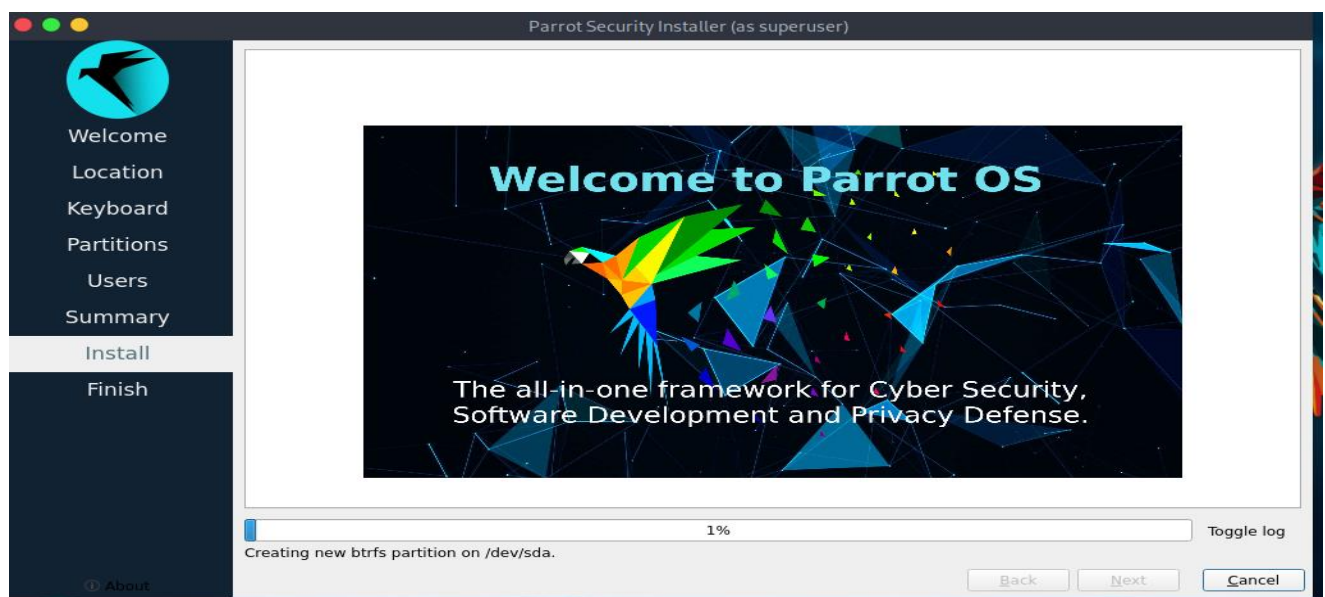 Parrot Security Installer (as superuser)
Welcome
Location
Keyboard
Partitions
Users
Summary
Install
Finish
About
Welcome to Parrot OS
The all-in-one framework for Cyber Security,
Software Development and Privacy Defense.
1%
Toggle log
Creating new btrfs partition on /dev/sda.
Back
Next
Cancel